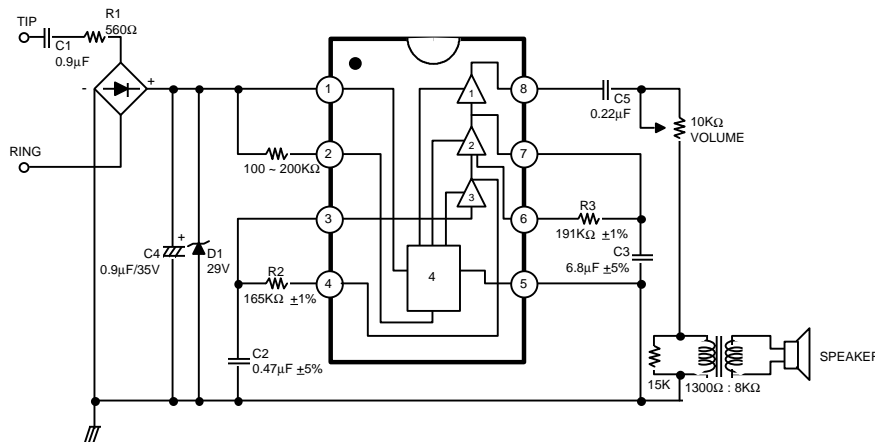 TIP
R1
560Ω
C1
0.9μF
-
+
RING
C4
+
0.9μF/35V
D1
29V
100 ~ 200KΩ
R2
165KΩ ±1%
C2
0.47μF ±5%
1
2
3
4
1
2
3
4
8
7
6
5
C5
0.22μF
10KΩ
VOLUME
R3
191KΩ ±1%
C3
6.8μF ±5%
15K
1300Ω : 8KΩ
SPEAKER